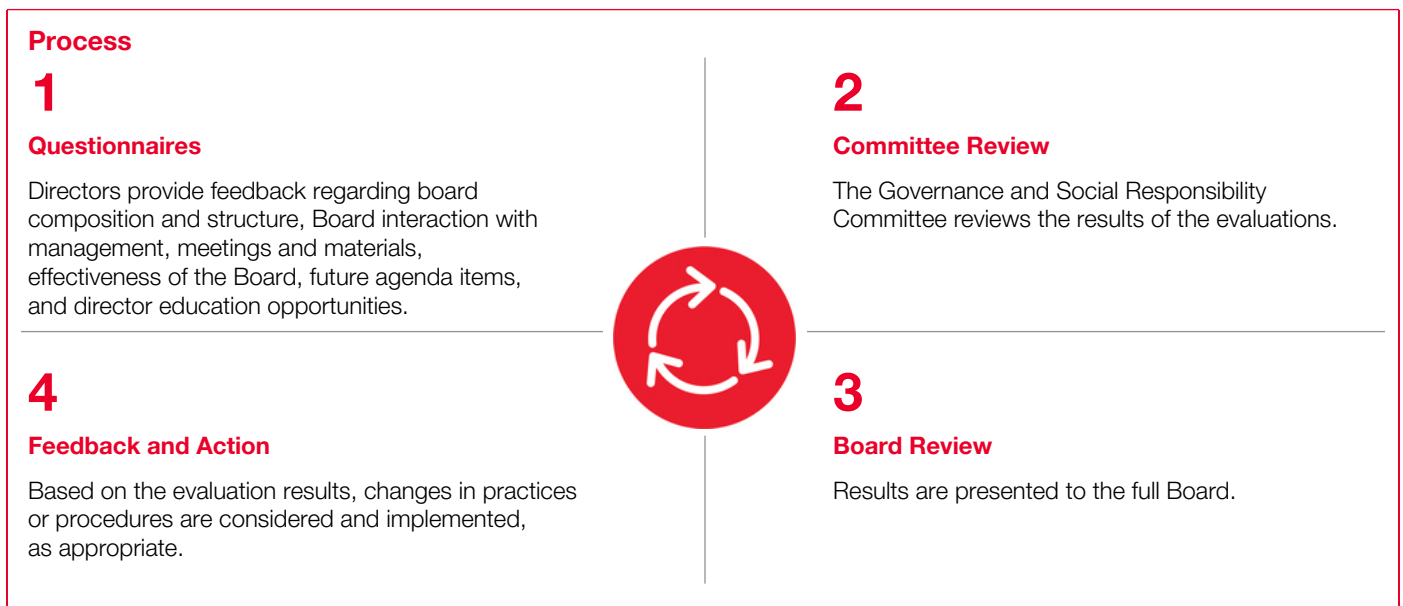 Process
1
Questionnaires
Directors provide feedback regarding board
composition and structure, Board interaction with
management, meetings and materials,
effectiveness of the Board, future agenda items,
and director education opportunities.
2
Committee Review
The Governance and Social Responsibility
Committee reviews the results of the evaluations.
3
Board Review
Results are presented to the full Board.
4
Feedback and Action
Based on the evaluation results, changes in practices
or procedures are considered and implemented,
as appropriate.